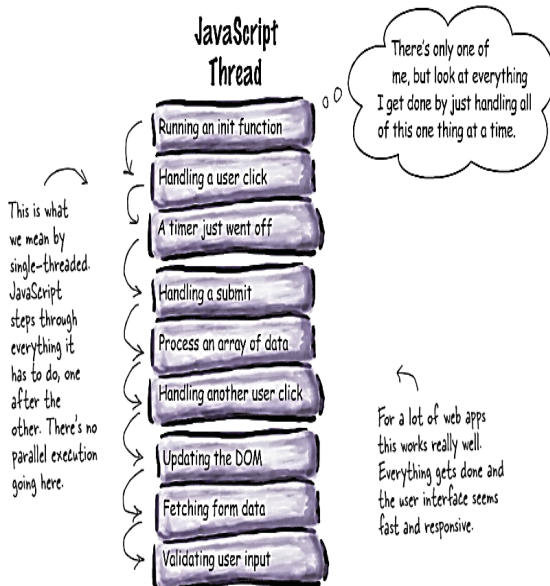 JavaScript
Thread
There's only one of
me, but look at everything
I get done by just handling all
of this one thing at a time.
Running an init function
Handling a user click
A timer just went off
Handling a submit
Process an array of data
Handling another user click
Updating the DOM
Fetching form data
Validating user input
This is what
we mean by
single-threaded.
JavaScript
steps through
everything it
has to do, one
after the
other. There's no
parallel execution
going here.
For a lot of web apps
this works really well.
Everything gets done and
the user interface seems
fast and responsive.